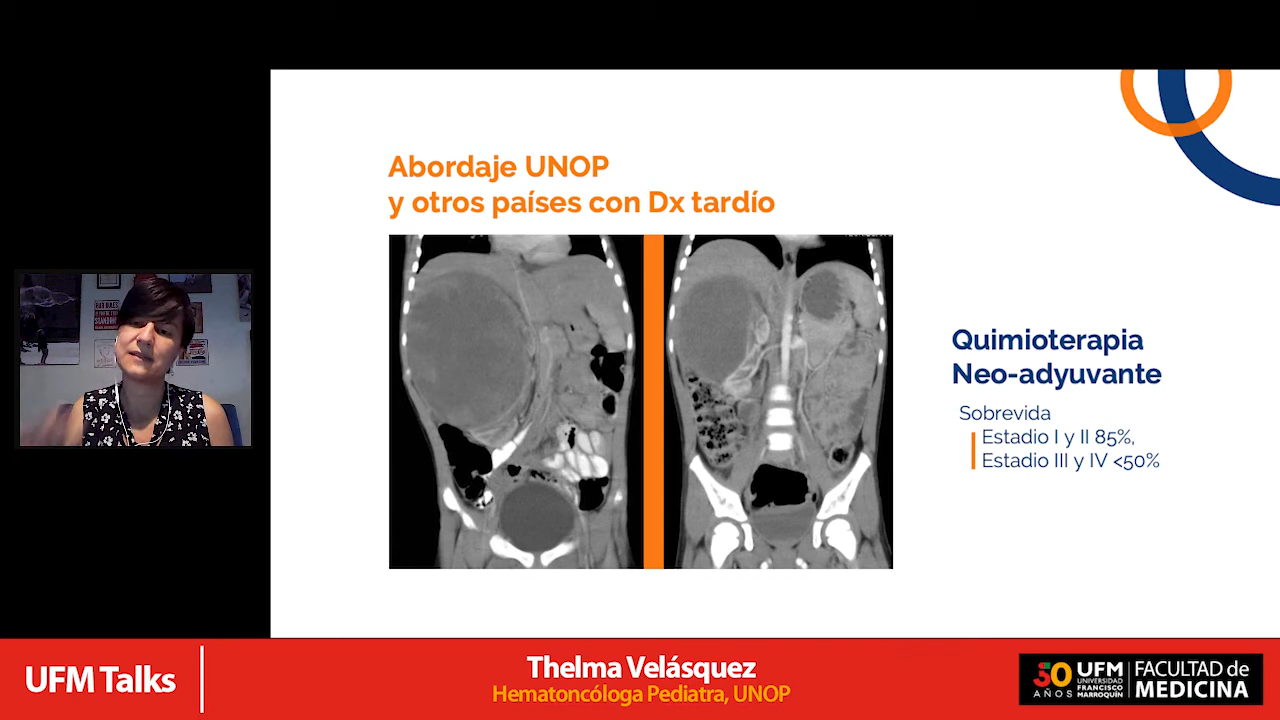 Abordaje UNOP
y otros países con Dx tardío
Quimioterapia
Neo-adyuvante
Sobrevida
Estadio I y II 85%,
Estadio III y IV <50%
UFM Talks
Thelma Velásquez
Hematoncóloga Pediatra, UNOP
50
AÑOS
UFM
UNIVERSIDAD
FRANCISCO
MARROQUÍN
FACULTAD de
MEDICINA